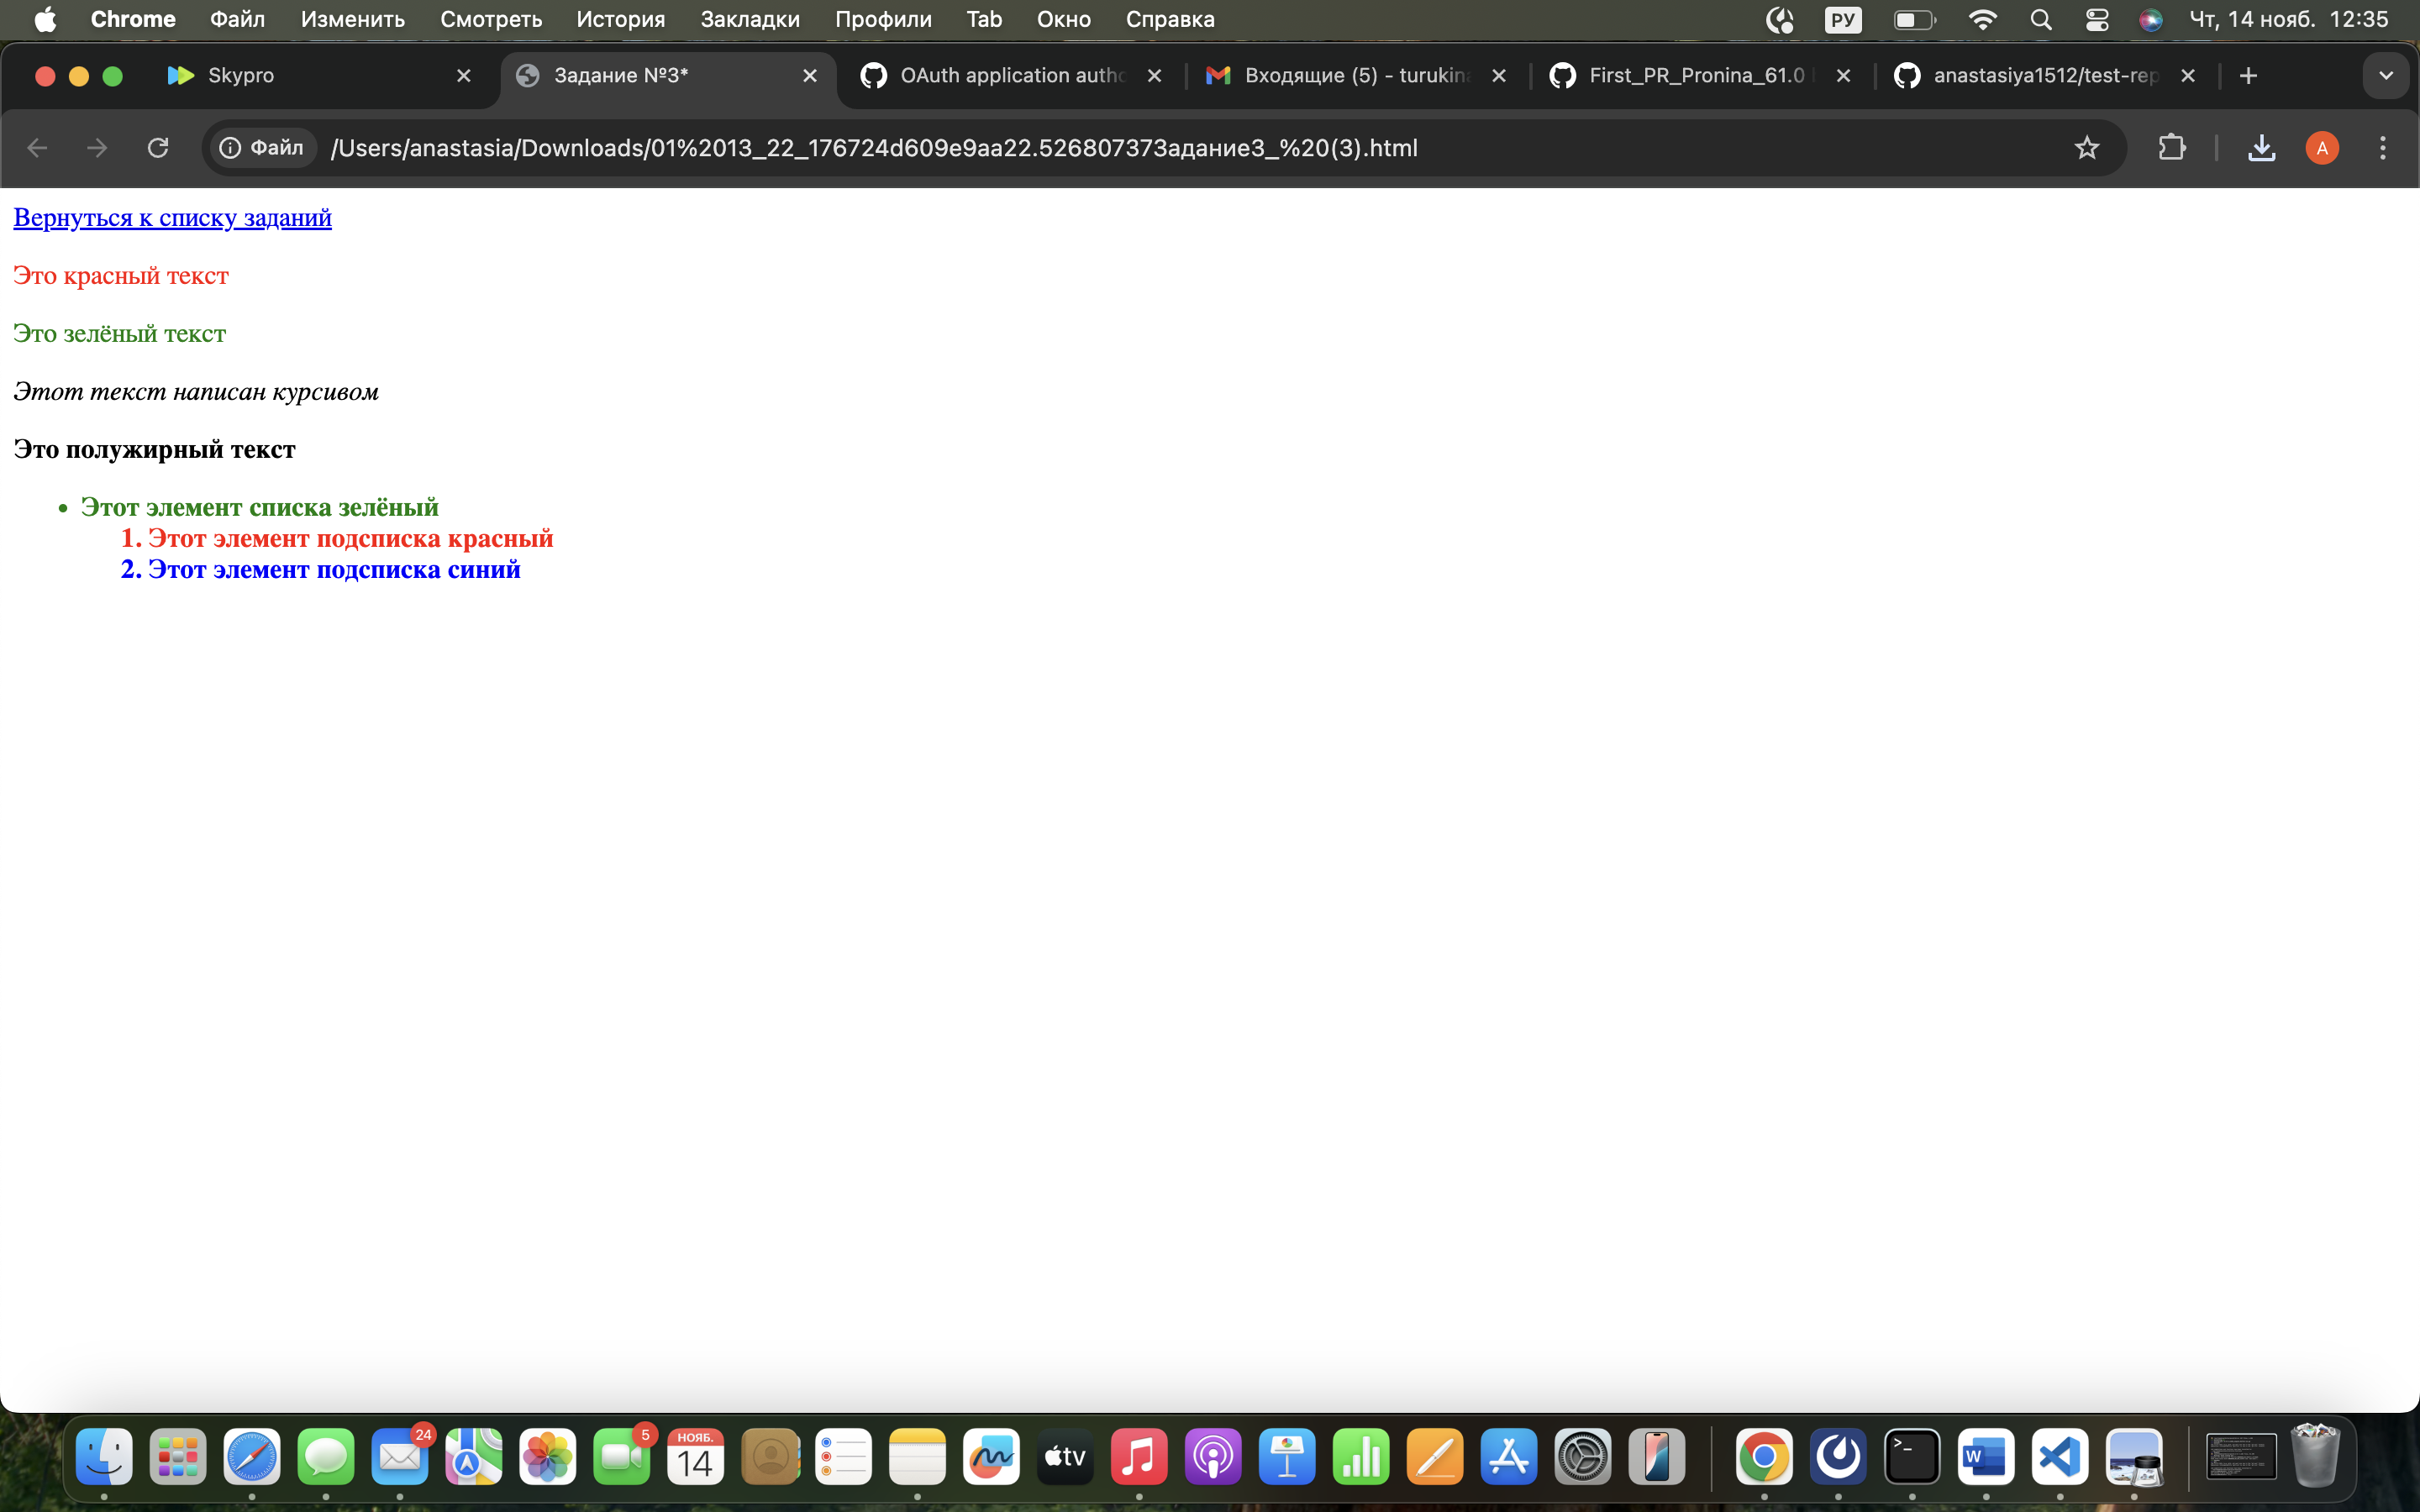 Chrome Файл Изменить Смотреть История Закладки Профили Tab Окно Справка РУ Чт, 14 нояб. 12:35
Skypro Задание №3* OAuth application autho Входящие (5) - turukina First_PR_Pronina_61.0 anastasiya1512/test-rep
Файл /Users/anastasia/Downloads/01%2013_22_176724d609e9aa22.526807373адание3_%20(3).html A
Вернуться к списку заданий
Это красный текст
Это зелёный текст
Этот текст написан курсивом
Это полужирный текст
• Этот элемент списка зелёный
1. Этот элемент подсписка красный
2. Этот элемент подсписка синий
24 5 НОЯБ. 14 tv >_ W